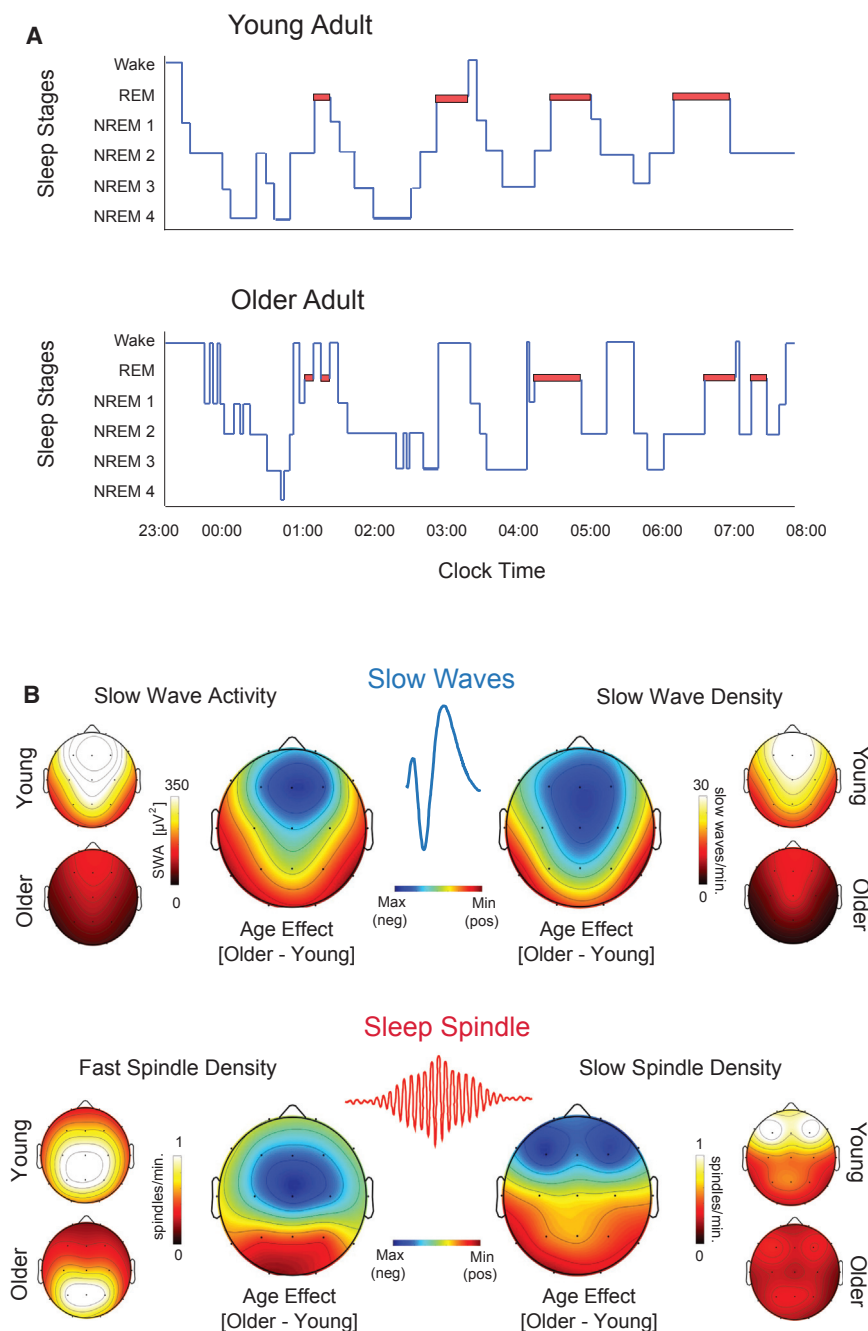 A
Young Adult
Sleep Stages
Wake
REM
NREM 1
NREM 2
NREM 3
NREM 4
Older Adult
Sleep Stages
Wake
REM
NREM 1
NREM 2
NREM 3
NREM 4
23:00 00:00 01:00 02:00 03:00 04:00 05:00 06:00 07:00 08:00
Clock Time
B
Slow Waves
Slow Wave Activity
Young
Older
350
SWA [µV²]
0
Age Effect
[Older - Young]
Max
(neg)
Min
(pos)
Slow Wave Density
30
slow waves/min.
0
Young
Older
Age Effect
[Older - Young]
Sleep Spindle
Fast Spindle Density
Young
Older
1
spindles/min.
0
Age Effect
[Older - Young]
Max
(neg)
Min
(pos)
Slow Spindle Density
1
spindles/min.
0
Young
Older
Age Effect
[Older - Young]